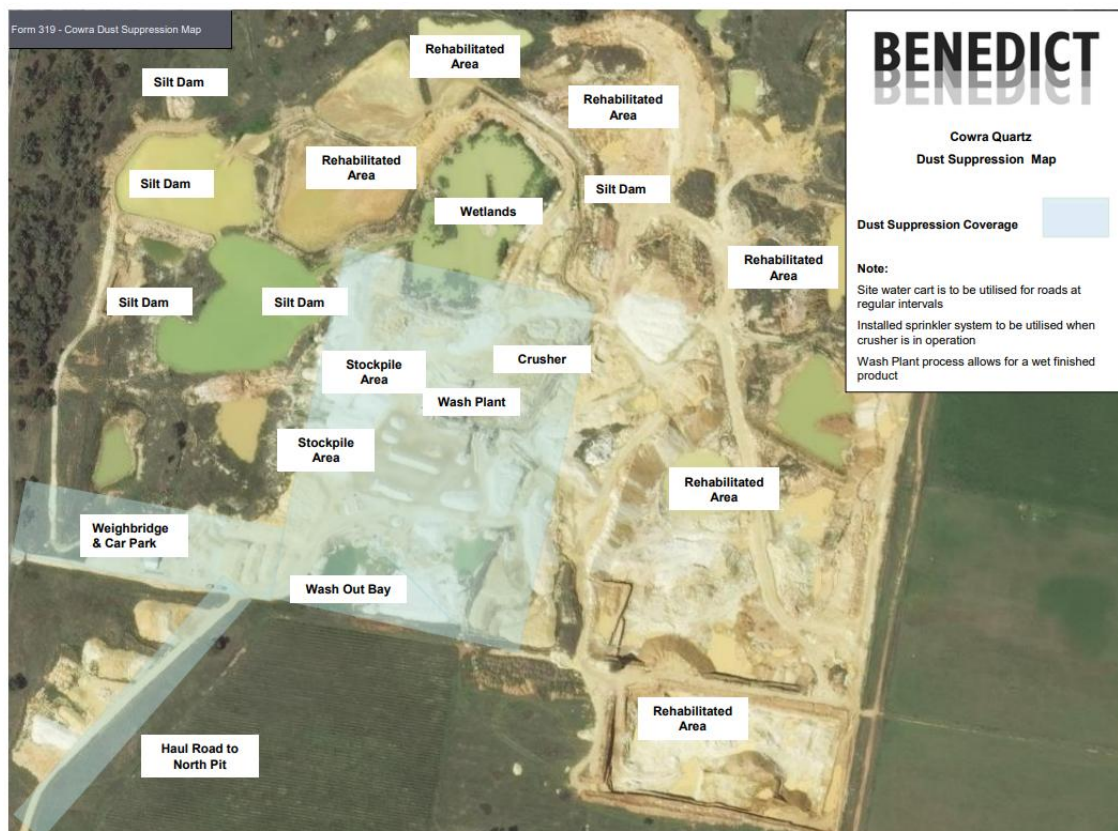 Form 319 - Cowra Dust Suppression Map
BENEDICT
Cowra Quartz
Dust Suppression Map
Dust Suppression Coverage
Note:
Site water cart is to be utilised for roads at
regular intervals
Installed sprinkler system to be utilised when
crusher is in operation
Wash Plant process allows for a wet finished
product
Rehabilitated
Area
Silt Dam
Rehabilitated
Area
Rehabilitated
Area
Silt Dam
Silt Dam
Wetlands
Rehabilitated
Area
Silt Dam
Silt Dam
Crusher
Stockpile
Area
Wash Plant
Stockpile
Area
Rehabilitated
Area
Weighbridge
& Car Park
Wash Out Bay
Rehabilitated
Area
Haul Road to
North Pit